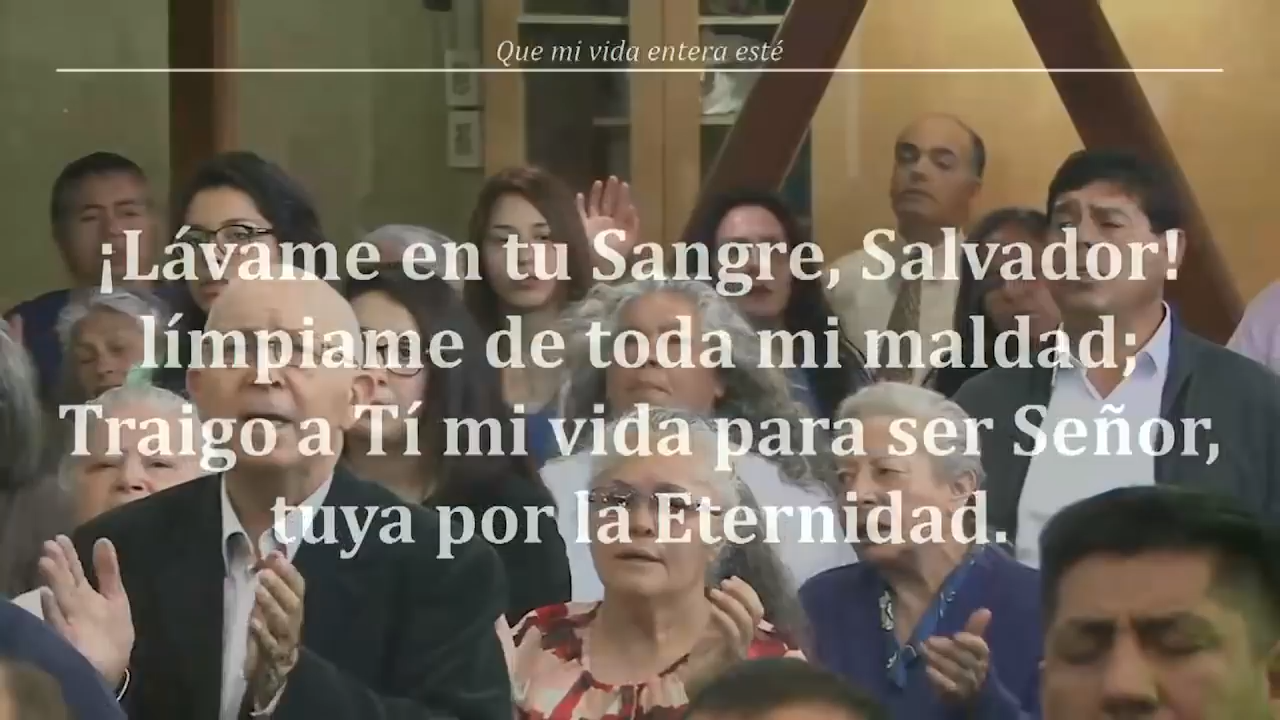 Que mi vida entera esté
¡Lávame en tu Sangre, Salvador!
límpiame de toda mi maldad;
Traigo a Tí mi vida para ser Señor,
tuya por la Eternidad.